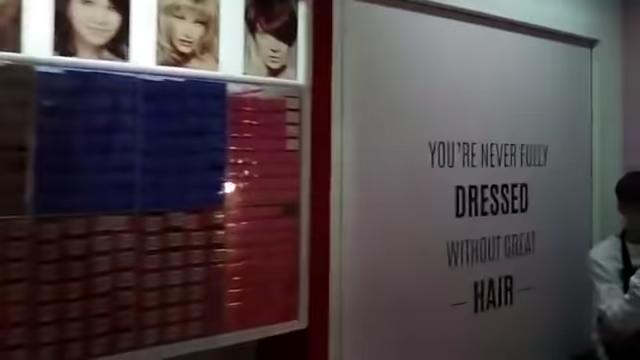 YOU'RE NEVER FULLY
DRESSED
WITHOUT GREAT
— HAIR —